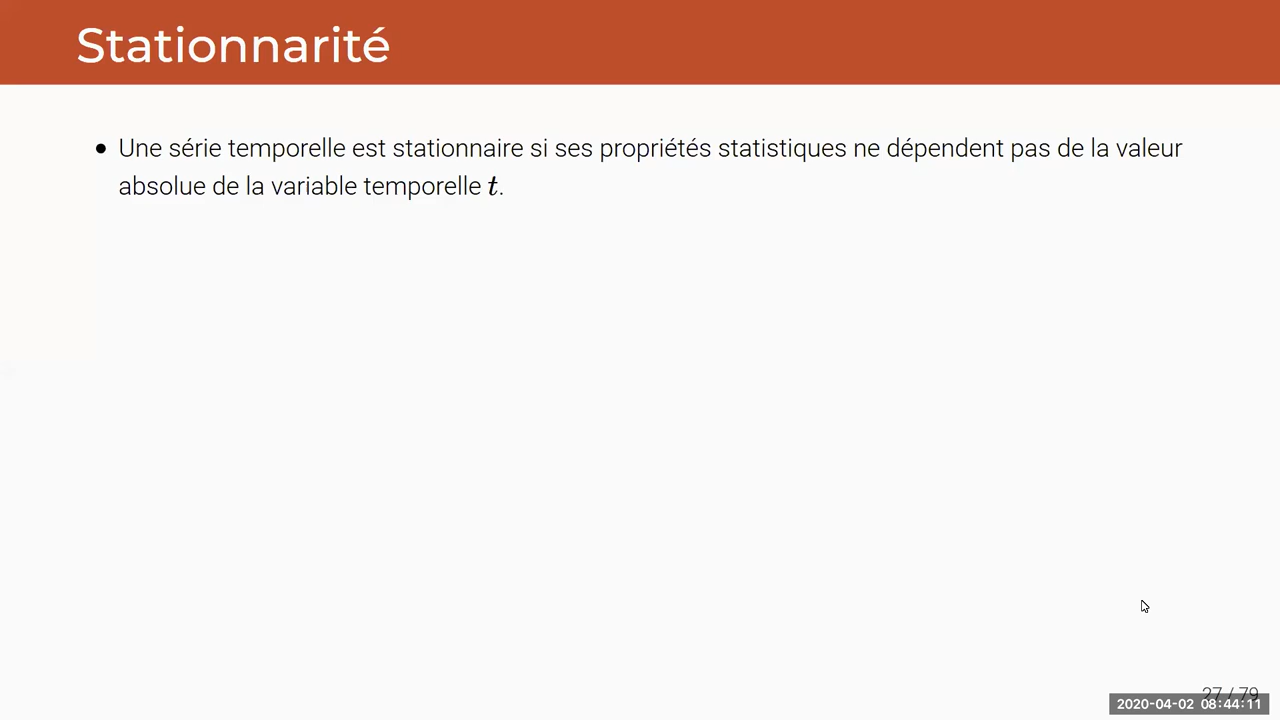 Stationnarité
• Une série temporelle est stationnaire si ses propriétés statistiques ne dépendent pas de la valeur
absolue de la variable temporelle t.
27 / 79
2020-04-02 08:44:11